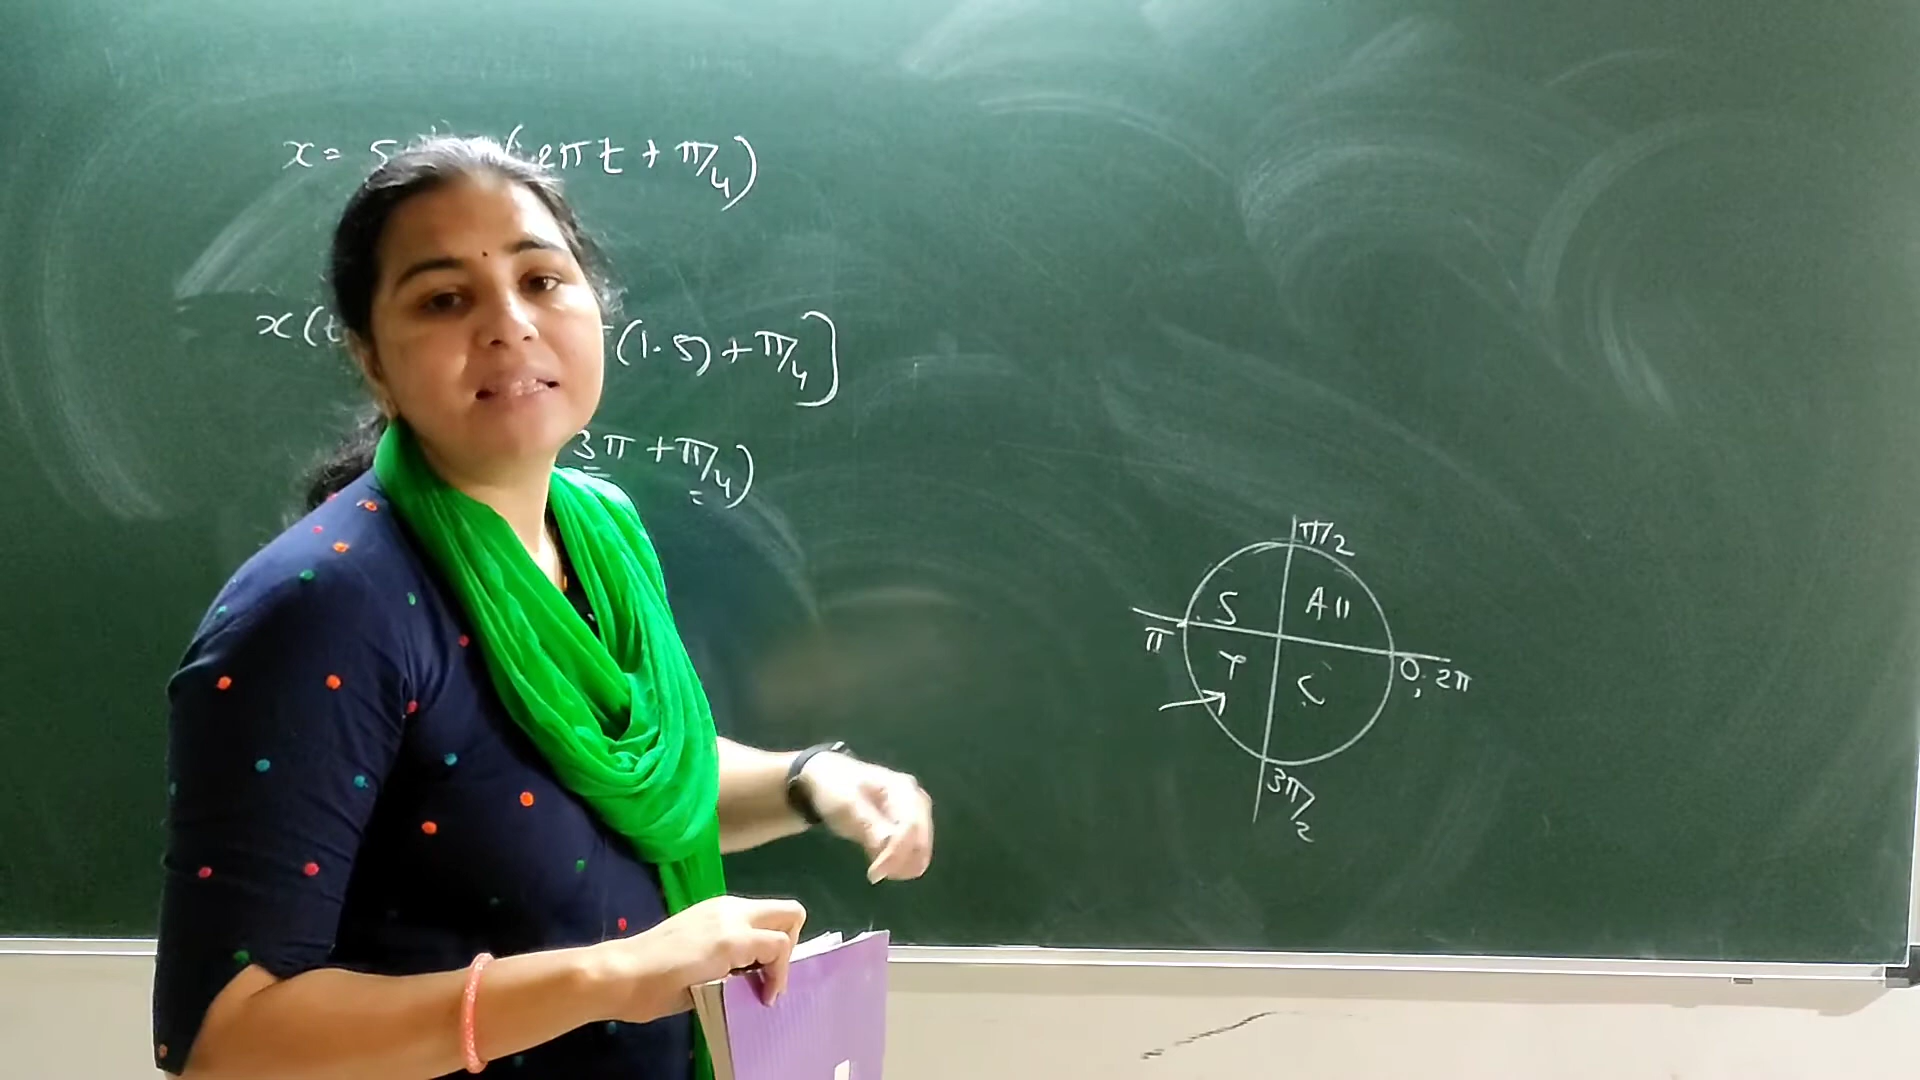 x = 5 (2πt + π/4)
x(t (1.5) + π/4]
3π + π/4)
π/2
S All
π 0, 2π
T C
3π/2